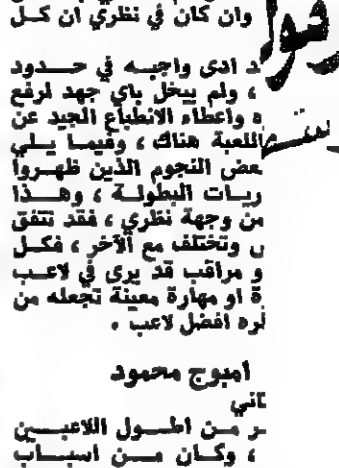 وان كان في نظري ان كل
د ادى واجبه في حدود
، ولم يبخل باي جهد لرفع
ه واعطاء الانطباع الجيد عن
اللعبة هناك ، وفيما يلي
عض النجوم الذين ظهروا
ريات البطولة ، وهذا
من وجهة نظري ، فقد تتفق
ى وتختلف مع الآخر ، فكل
و مراقب قد يرى في لاعب
ة او مهارة معينة تجعله من
لره افضل لاعب .
امبوج محمود
ثاني
ـر من اطول اللاعبين
، وكان من اسباب